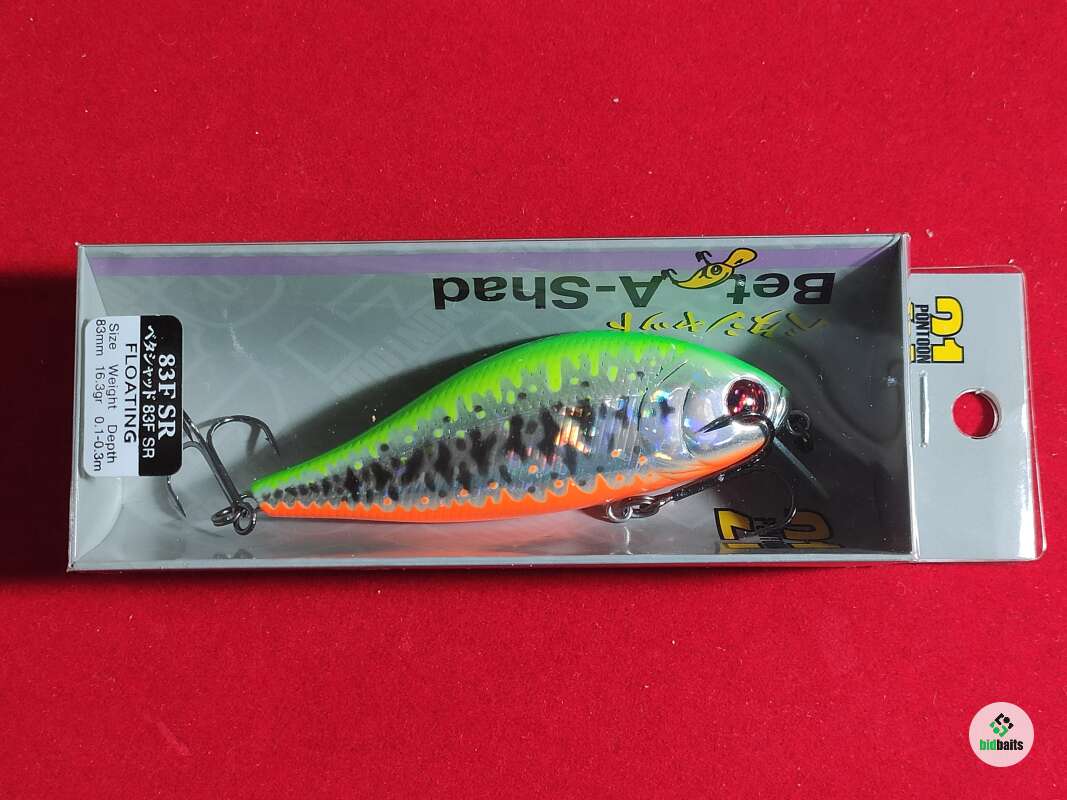 Bet A-Shad
ベタシャッド
21
PONTOON
83F SR
ベタシャッド 83F SR
FLOATING
Size Weight Depth
83mm 16.3gr 0.1-0.3m
bidbaits